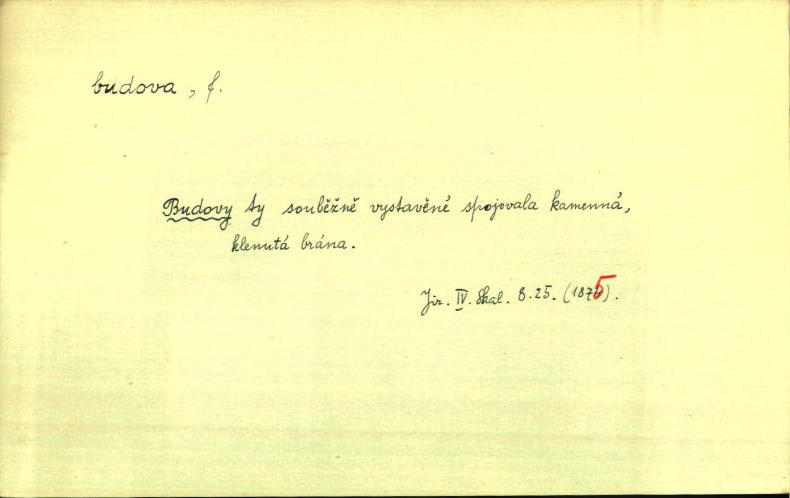 budova, f.
Budovy ty souběžně vystavěné spojovala kamenná,
klenutá brána.
Jir. IV. Skal. 8.25. (1875).